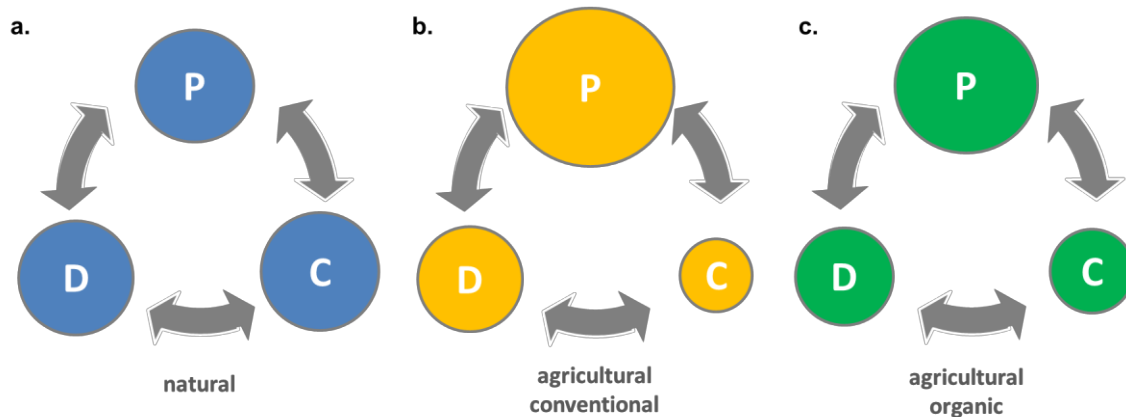 a.
P
D
C
natural
b.
P
D
C
agricultural
conventional
c.
P
D
C
agricultural
organic